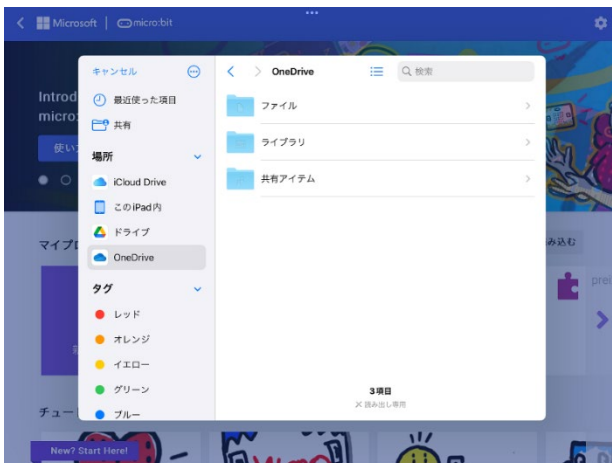 Microsoft | micro:bit
Introd
micro:
使い
マイプロ
み込む
prei
チュー
New? Start Here!
キャンセル
最近使った項目
共有
場所
iCloud Drive
このiPad内
ドライブ
OneDrive
タグ
レッド
オレンジ
イエロー
グリーン
ブルー
OneDrive
検索
ファイル
ライブラリ
共有アイテム
3項目
読み出し専用